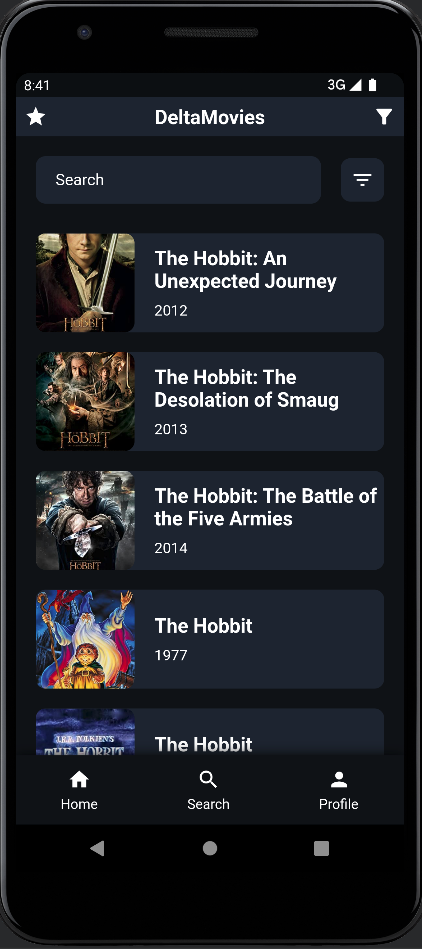 8:41
3G
DeltaMovies
Search
The Hobbit: An
Unexpected Journey
2012
HOBBIT
The Hobbit: The
Desolation of Smaug
2013
HOBBIT
The Hobbit: The Battle of
the Five Armies
2014
HOBBIT
The Hobbit
1977
J.R.R. TOLKIEN'S
THE HOBBIT
The Hobbit
Home
Search
Profile